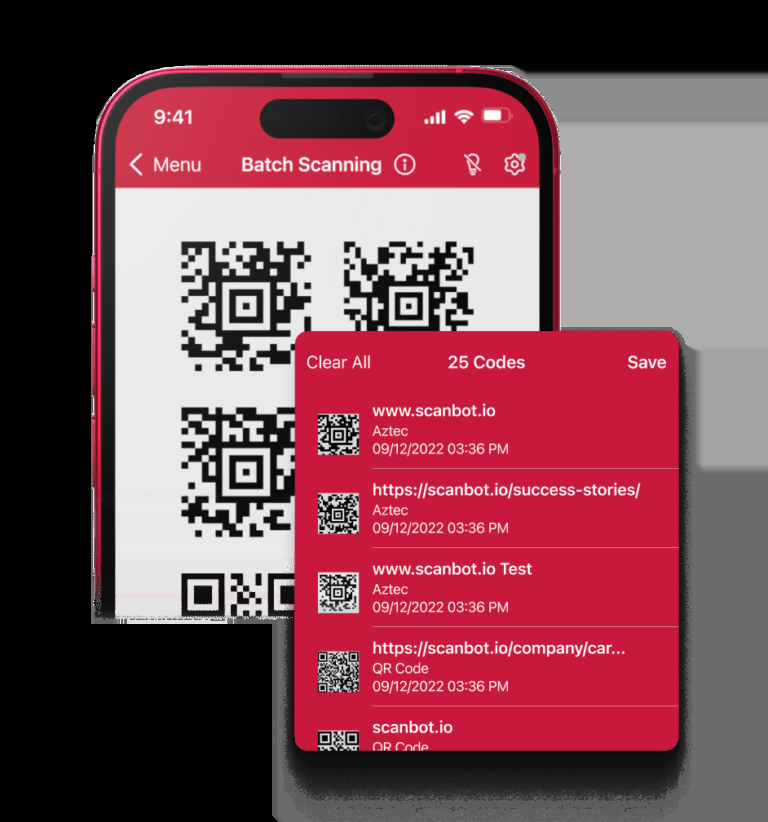 9:41
Menu
Batch Scanning
Clear All
25 Codes
Save
www.scanbot.io
Aztec
09/12/2022 03:36 PM
https://scanbot.io/success-stories/
Aztec
09/12/2022 03:36 PM
www.scanbot.io Test
Aztec
09/12/2022 03:36 PM
https://scanbot.io/company/car...
QR Code
09/12/2022 03:36 PM
scanbot.io
QR Code